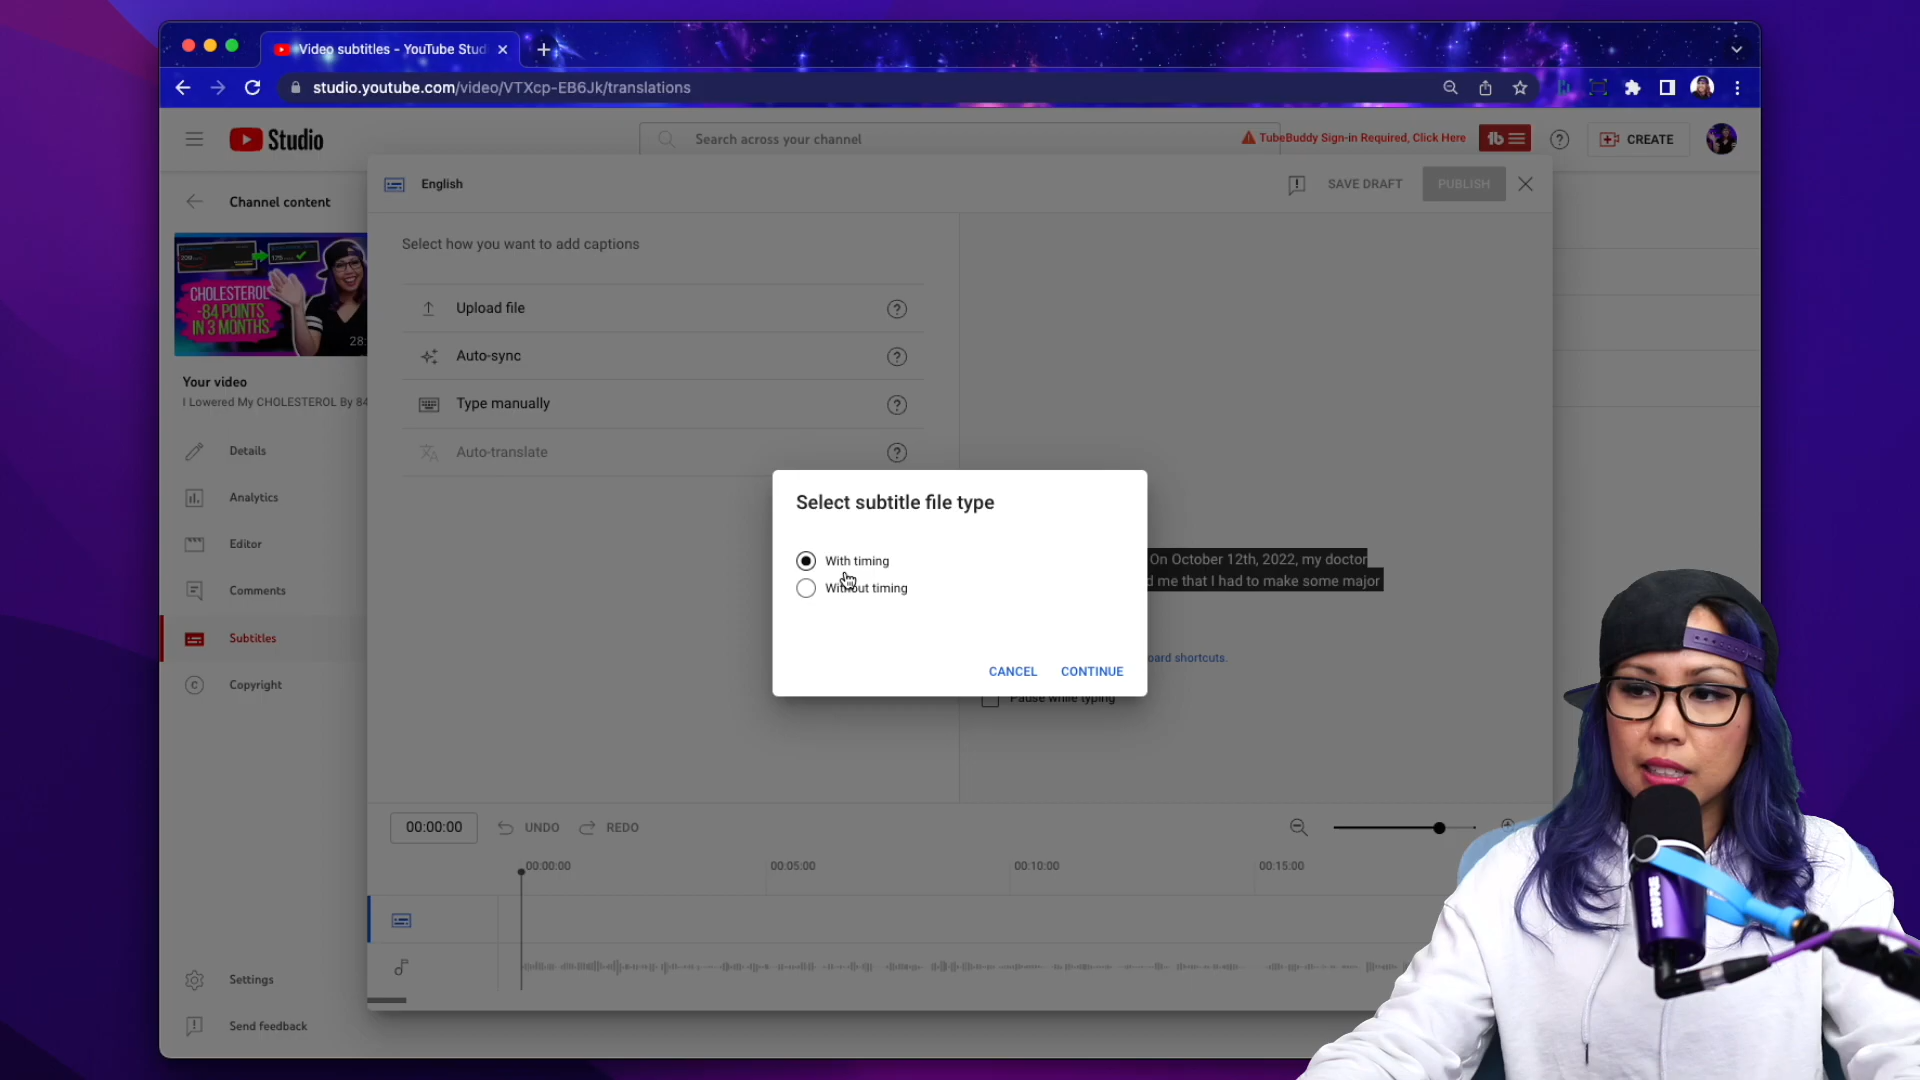 Video subtitles - YouTube Stud
studio.youtube.com/video/VTXcp-EB6Jk/translations
Studio
Search across your channel
TubeBuddy Sign-in Required, Click Here
CREATE
English
SAVE DRAFT
PUBLISH
Channel content
Select how you want to add captions
CHOLESTEROL
-84 POINTS
IN 3 MONTHS
28:
Upload file
Auto-sync
Type manually
Auto-translate
Your video
I Lowered My CHOLESTEROL By 84
Details
Analytics
Editor
Comments
Subtitles
Copyright
Settings
Send feedback
Select subtitle file type
With timing
Without timing
CANCEL
CONTINUE
On October 12th, 2022, my doctor
d me that I had to make some major
oard shortcuts.
Pause while typing
00:00:00
UNDO
REDO
00:00:00
00:05:00
00:10:00
00:15:00
SHURE